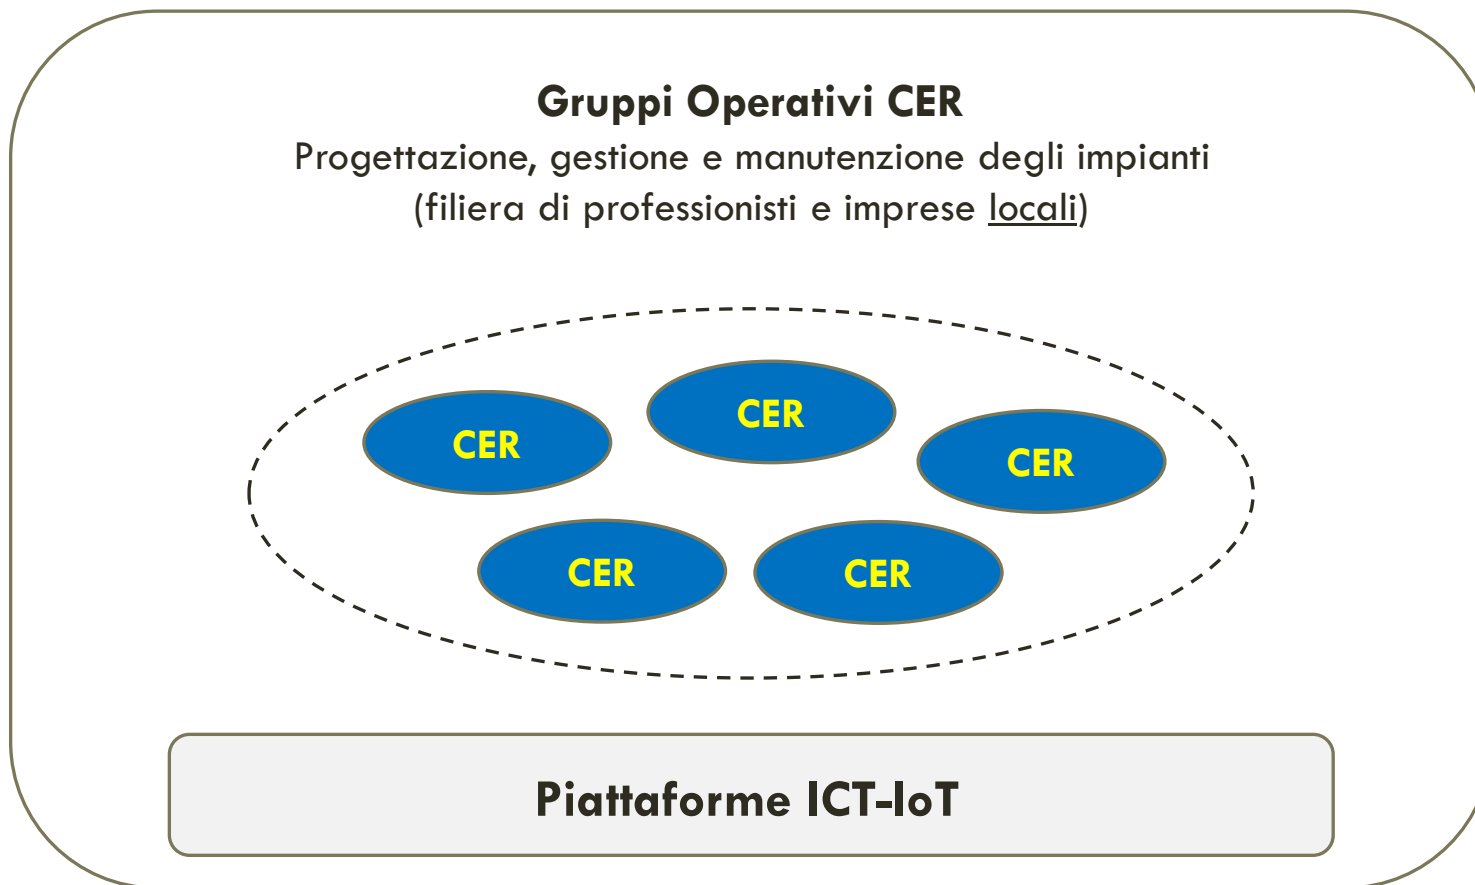 Gruppi Operativi CER
Progettazione, gestione e manutenzione degli impianti
(filiera di professionisti e imprese locali)
CER
CER
CER
CER
CER
Piattaforme ICT-IoT